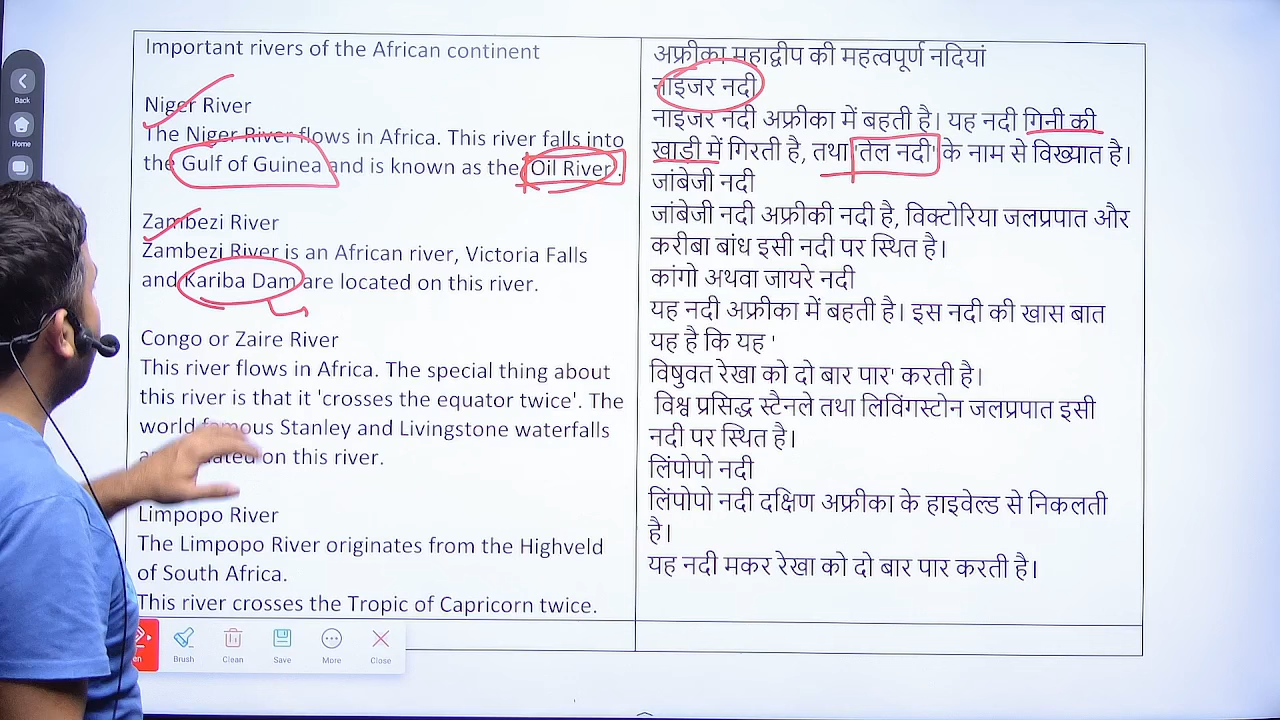 Important rivers of the African continent
Niger River
The Niger River flows in Africa. This river falls into
the Gulf of Guinea and is known as the 'Oil River'.
Zambezi River
Zambezi River is an African river, Victoria Falls
and Kariba Dam are located on this river.
Congo or Zaire River
This river flows in Africa. The special thing about
this river is that it 'crosses the equator twice'. The
world famous Stanley and Livingstone waterfalls
on this river.
Limpopo River
The Limpopo River originates from the Highveld
of South Africa.
This river crosses the Tropic of Capricorn twice.
अफ्रीका महाद्वीप की महत्वपूर्ण नदियां
नाइजर नदी
नाइजर नदी अफ्रीका में बहती है। यह नदी गिनी की
खाडी में गिरती है, तथा 'तेल नदी' के नाम से विख्यात है।
जांबेजी नदी
जांबेजी नदी अफ्रीकी नदी है, विक्टोरिया जलप्रपात और
करीबा बांध इसी नदी पर स्थित है।
कांगो अथवा जायरे नदी
यह नदी अफ्रीका में बहती है। इस नदी की खास बात
यह है कि यह '
विषुवत रेखा को दो बार पार' करती है।
विश्व प्रसिद्ध स्टैनले तथा लिविंगस्टोन जलप्रपात इसी
नदी पर स्थित है।
लिंपोपो नदी
लिंपोपो नदी दक्षिण अफ्रीका के हाइवेल्ड से निकलती
है।
यह नदी मकर रेखा को दो बार पार करती है।
Back
Home
Brush
Clean
Save
More
Close